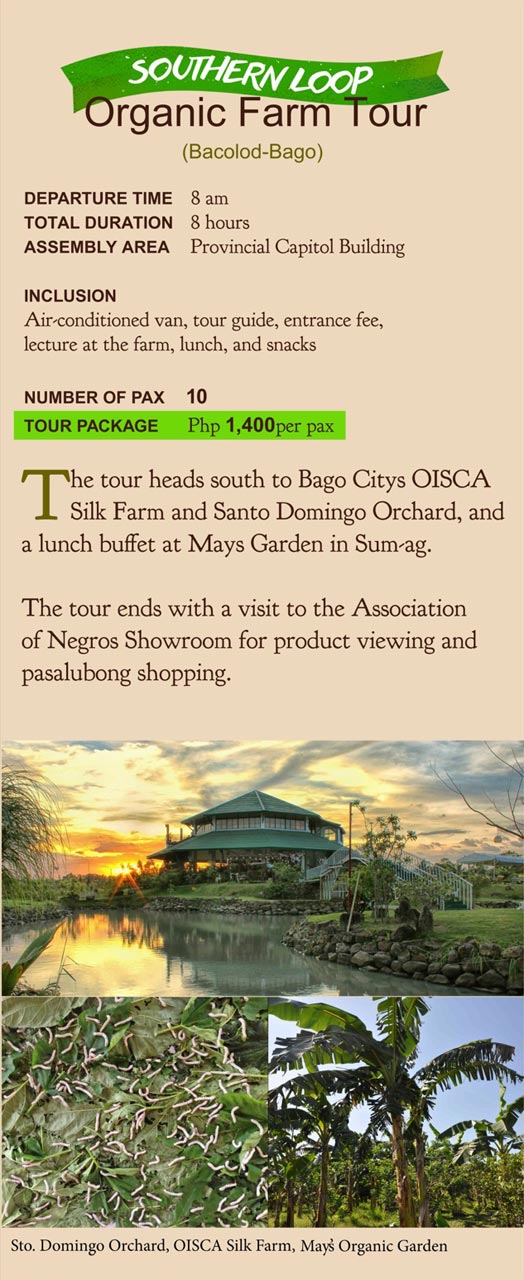 SOUTHERN LOOP
Organic Farm Tour
(Bacolod-Bago)
DEPARTURE TIME 8 am
TOTAL DURATION 8 hours
ASSEMBLY AREA Provincial Capitol Building
INCLUSION
Air-conditioned van, tour guide, entrance fee,
lecture at the farm, lunch, and snacks
NUMBER OF PAX 10
TOUR PACKAGE Php 1,400per pax
The tour heads south to Bago Citys OISCA
Silk Farm and Santo Domingo Orchard, and
a lunch buffet at Mays Garden in Sum-ag.
The tour ends with a visit to the Association
of Negros Showroom for product viewing and
pasalubong shopping.
Sto. Domingo Orchard, OISCA Silk Farm, May's Organic Garden